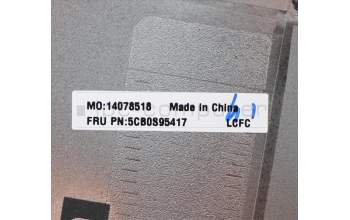 MO:14078518 Made in China
FRU PN:5CB0S95417 LCFC